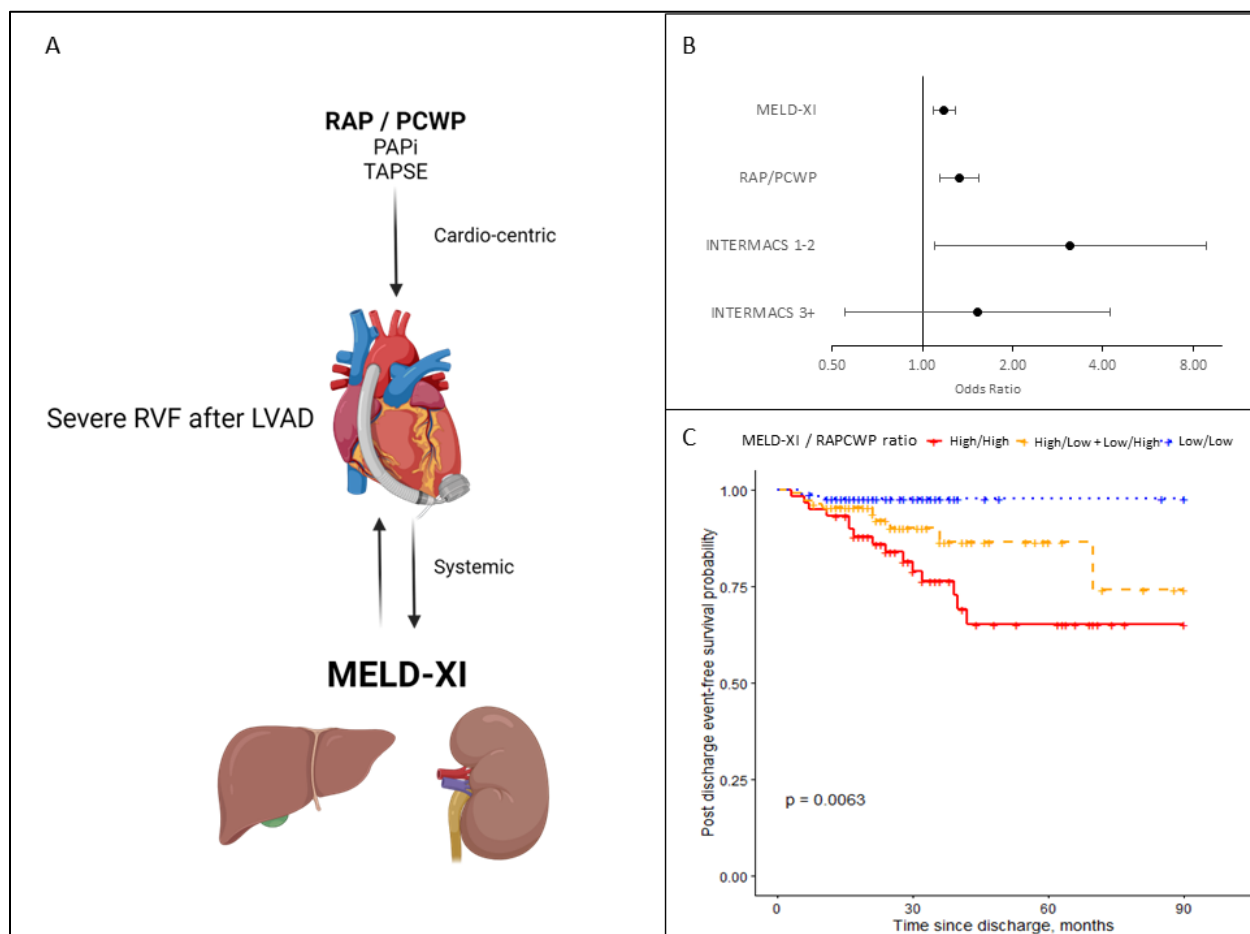 A
RAP / PCWP
PAPi
TAPSE
Cardio-centric
Severe RVF after LVAD
Systemic
MELD-XI
B
MELD-XI
RAP/PCWP
INTERMACS 1-2
INTERMACS 3+
0.50 1.00 2.00 4.00 8.00
Odds Ratio
C
MELD-XI / RAPCWP ratio High/High High/Low + Low/High Low/Low
Post discharge event-free survival probability
1.00
0.75
0.50
0.25
0.00
p = 0.0063
0 30 60 90
Time since discharge, months